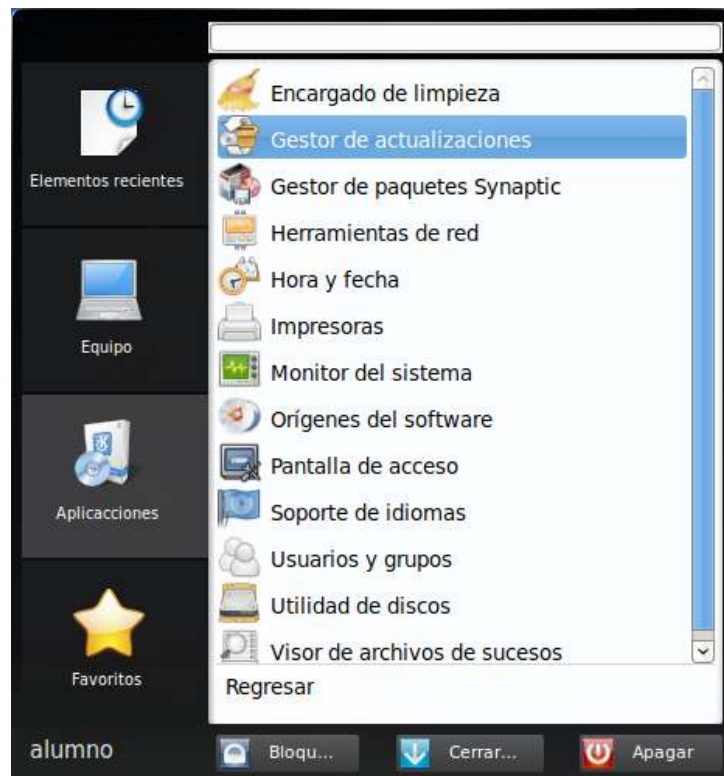 Elementos recientes
Equipo
Aplicacciones
Favoritos
Encargado de limpieza
Gestor de actualizaciones
Gestor de paquetes Synaptic
Herramientas de red
Hora y fecha
Impresoras
Monitor del sistema
Orígenes del software
Pantalla de acceso
Soporte de idiomas
Usuarios y grupos
Utilidad de discos
Visor de archivos de sucesos
Regresar
alumno
Bloqu...
Cerrar...
Apagar